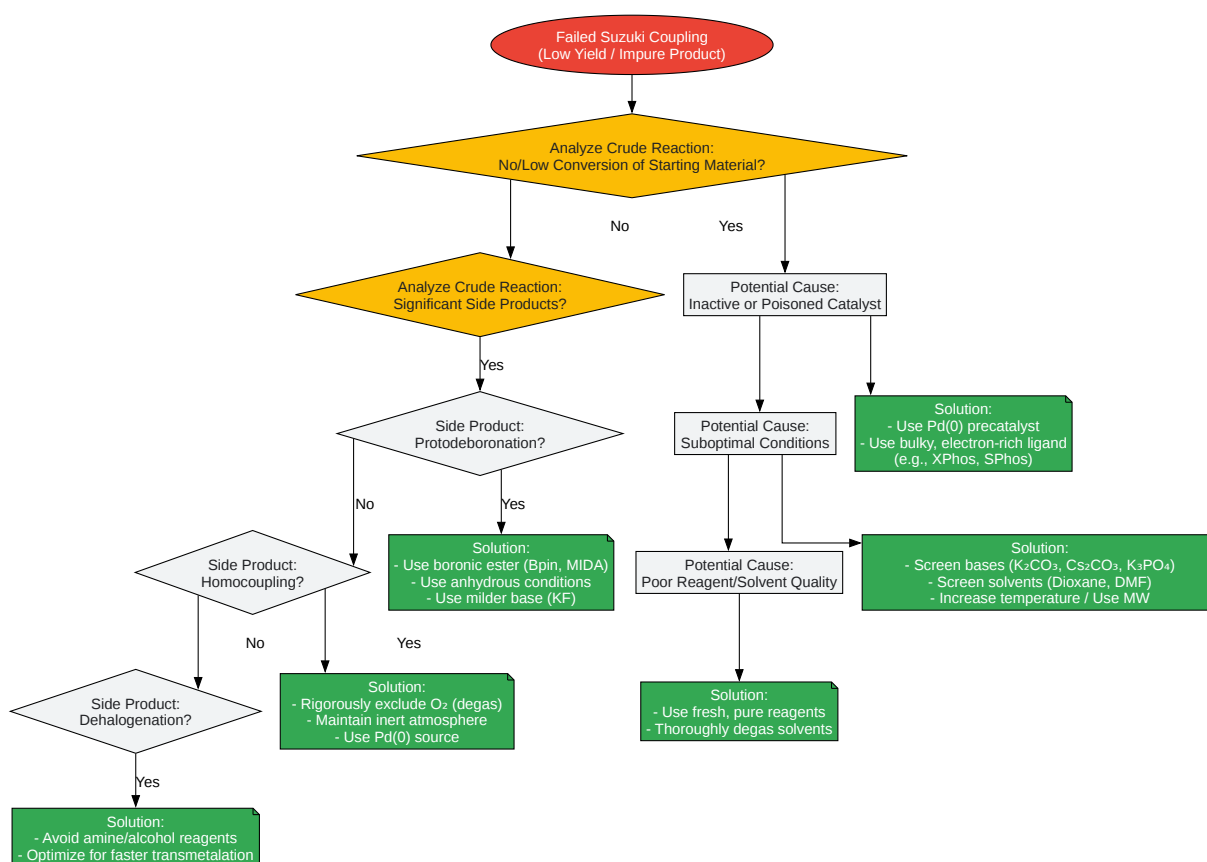 Failed Suzuki Coupling
(Low Yield / Impure Product)
Analyze Crude Reaction:
No/Low Conversion of Starting Material?
No
Yes
Analyze Crude Reaction:
Significant Side Products?
Potential Cause:
Inactive or Poisoned Catalyst
Yes
Side Product:
Protodeboronation?
Potential Cause:
Suboptimal Conditions
Solution:
- Use Pd(0) precatalyst
- Use bulky, electron-rich ligand
(e.g., XPhos, SPhos)
No
Yes
Side Product:
Homocoupling?
Solution:
- Use boronic ester (Bpin, MIDA)
- Use anhydrous conditions
- Use milder base (KF)
Potential Cause:
Poor Reagent/Solvent Quality
Solution:
- Screen bases (K₂CO₃, Cs₂CO₃, K₃PO₄)
- Screen solvents (Dioxane, DMF)
- Increase temperature / Use MW
No
Yes
Side Product:
Dehalogenation?
Solution:
- Rigorously exclude O₂ (degas)
- Maintain inert atmosphere
- Use Pd(0) source
Solution:
- Use fresh, pure reagents
- Thoroughly degas solvents
Yes
Solution:
- Avoid amine/alcohol reagents
- Optimize for faster transmetalation